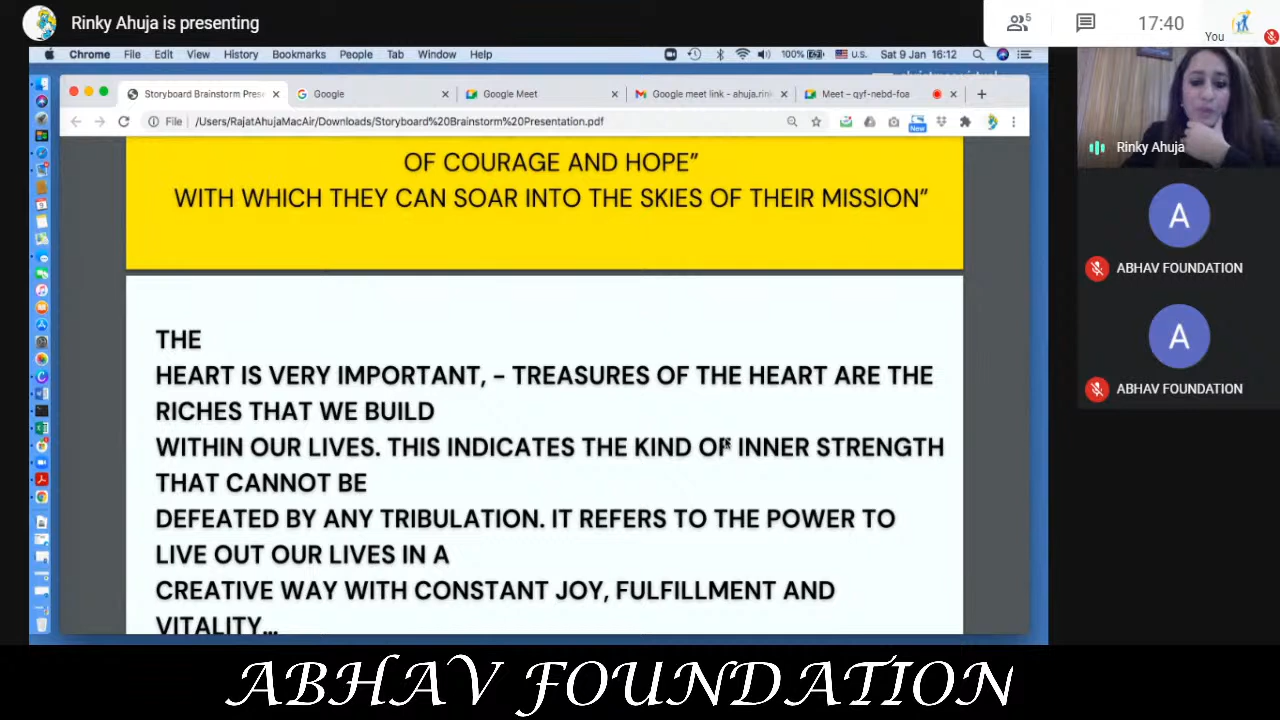 Rinky Ahuja is presenting
5
17:40
You
Chrome File Edit View History Bookmarks People Tab Window Help
100%
U.S.
Sat 9 Jan 16:12
Storyboard Brainstorm Prese
Google
Google Meet
Google meet link - ahuja.rink
Meet - qyf-nebd-foa
File
/Users/RajatAhujaMacAir/Downloads/Storyboard%20Brainstorm%20Presentation.pdf
New
OF COURAGE AND HOPE”
WITH WHICH THEY CAN SOAR INTO THE SKIES OF THEIR MISSION”
THE
HEART IS VERY IMPORTANT, – TREASURES OF THE HEART ARE THE
RICHES THAT WE BUILD
WITHIN OUR LIVES. THIS INDICATES THE KIND OF INNER STRENGTH
THAT CANNOT BE
DEFEATED BY ANY TRIBULATION. IT REFERS TO THE POWER TO
LIVE OUT OUR LIVES IN A
CREATIVE WAY WITH CONSTANT JOY, FULFILLMENT AND
VITALITY...
Rinky Ahuja
A
ABHAV FOUNDATION
A
ABHAV FOUNDATION
ABHAV FOUNDATION